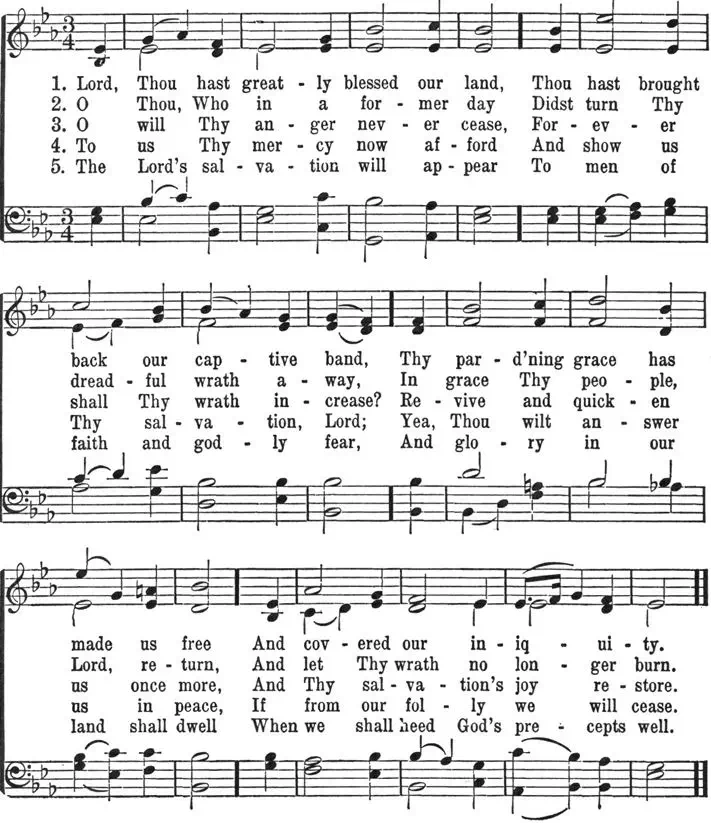 3
4
1. Lord, Thou hast great - ly blessed our land, Thou hast brought
2. O Thou, Who in a for - mer day Didst turn Thy
3. O will Thy an - ger nev - er cease, For - ev - er
4. To us Thy mer - cy now af - ford And show us
5. The Lord's sal - va - tion will ap - pear To men of
3
4
back our cap - tive band, Thy par - d'ning grace has
dread - ful wrath a - way, In grace Thy peo - ple,
shall Thy wrath in - crease? Re - vive and quick - en
Thy sal - va - tion, Lord; Yea, Thou wilt an - swer
faith and god - ly fear, And glo - ry in our
made us free And cov - ered our in - iq - ui - ty.
Lord, re - turn, And let Thy wrath no lon - ger burn.
us once more, And Thy sal - va - tion's joy re - store.
us in peace, If from our fol - ly we will cease.
land shall dwell When we shall heed God's pre - cepts well.